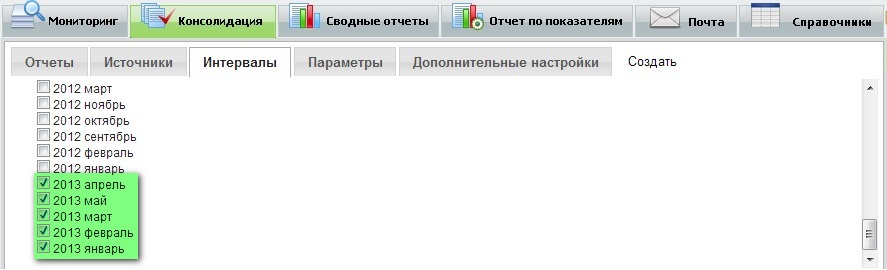 Мониторинг Консолидация Сводные отчеты Отчет по показателям Почта Справочники
Отчеты Источники Интервалы Параметры Дополнительные настройки Создать
2012 март
2012 ноябрь
2012 октябрь
2012 сентябрь
2012 февраль
2012 январь
2013 апрель
2013 май
2013 март
2013 февраль
2013 январь